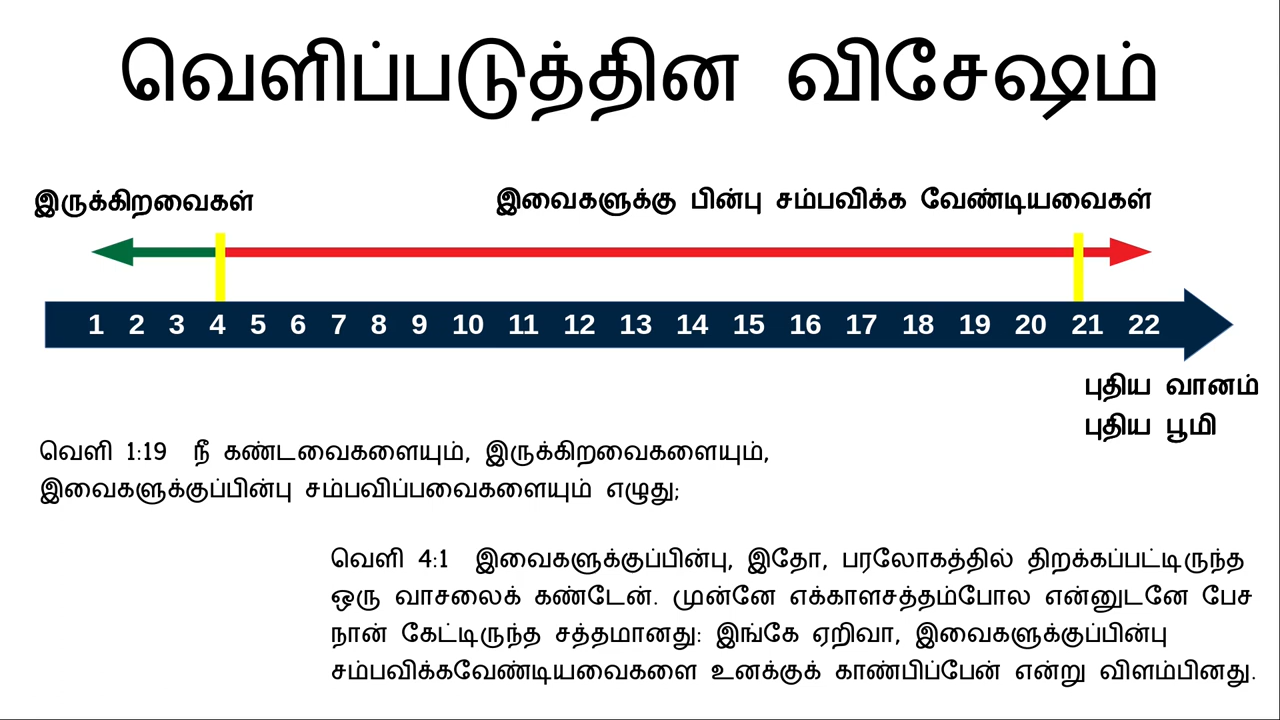 வெளிப்படுத்தின விசேஷம்
இருக்கிறவைகள்
இவைகளுக்கு பின்பு சம்பவிக்க வேண்டியவைகள்
1 2 3 4 5 6 7 8 9 10 11 12 13 14 15 16 17 18 19 20 21 22
புதிய வானம்
புதிய பூமி
வெளி 1:19 நீ கண்டவைகளையும், இருக்கிறவைகளையும்,
இவைகளுக்குப்பின்பு சம்பவிப்பவைகளையும் எழுது;
வெளி 4:1 இவைகளுக்குப்பின்பு, இதோ, பரலோகத்தில் திறக்கப்பட்டிருந்த
ஒரு வாசலைக் கண்டேன். முன்னே எக்காளசத்தம்போல என்னுடனே பேச
நான் கேட்டிருந்த சத்தமானது: இங்கே ஏறிவா, இவைகளுக்குப்பின்பு
சம்பவிக்கவேண்டியவைகளை உனக்குக் காண்பிப்பேன் என்று விளம்பினது.